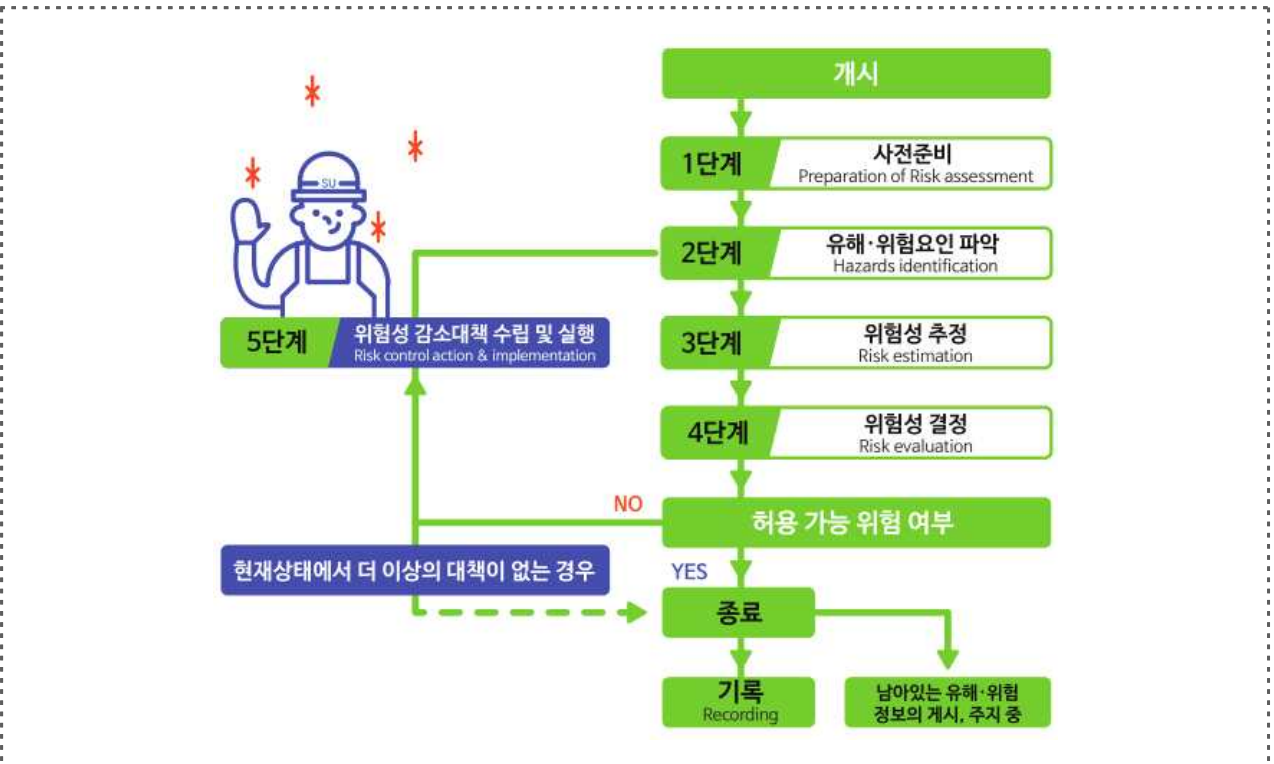 개시
1단계
사전준비
Preparation of Risk assessment
2단계
유해·위험요인 파악
Hazards identification
SU
5단계
위험성 감소대책 수립 및 실행
Risk control action & implementation
3단계
위험성 추정
Risk estimation
4단계
위험성 결정
Risk evaluation
NO
허용 가능 위험 여부
현재상태에서 더 이상의 대책이 없는 경우
YES
종료
기록
Recording
남아있는 유해·위험
정보의 게시, 주지 중